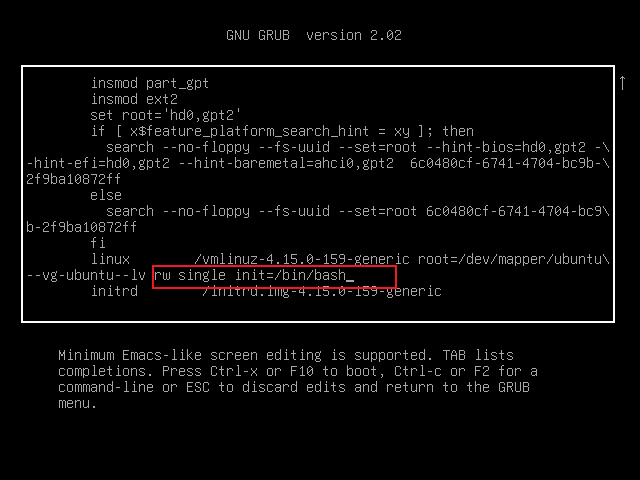 GNU GRUB  version 2.02
insmod part_gpt
insmod ext2
set root='hd0,gpt2'
if [ x$feature_platform_search_hint = xy ]; then
search --no-floppy --fs-uuid --set=root --hint-bios=hd0,gpt2 -\
-hint-efi=hd0,gpt2 --hint-baremetal=ahci0,gpt2  6c0480cf-6741-4704-bc9b-\
2f9ba10872ff
else
search --no-floppy --fs-uuid --set=root 6c0480cf-6741-4704-bc9\
b-2f9ba10872ff
fi
linux        /vmlinuz-4.15.0-159-generic root=/dev/mapper/ubuntu\
--vg-ubuntu--lv rw single init=/bin/bash_
initrd        /initrd.img-4.15.0-159-generic
Minimum Emacs-like screen editing is supported. TAB lists
completions. Press Ctrl-x or F10 to boot, Ctrl-c or F2 for a
command-line or ESC to discard edits and return to the GRUB
menu.